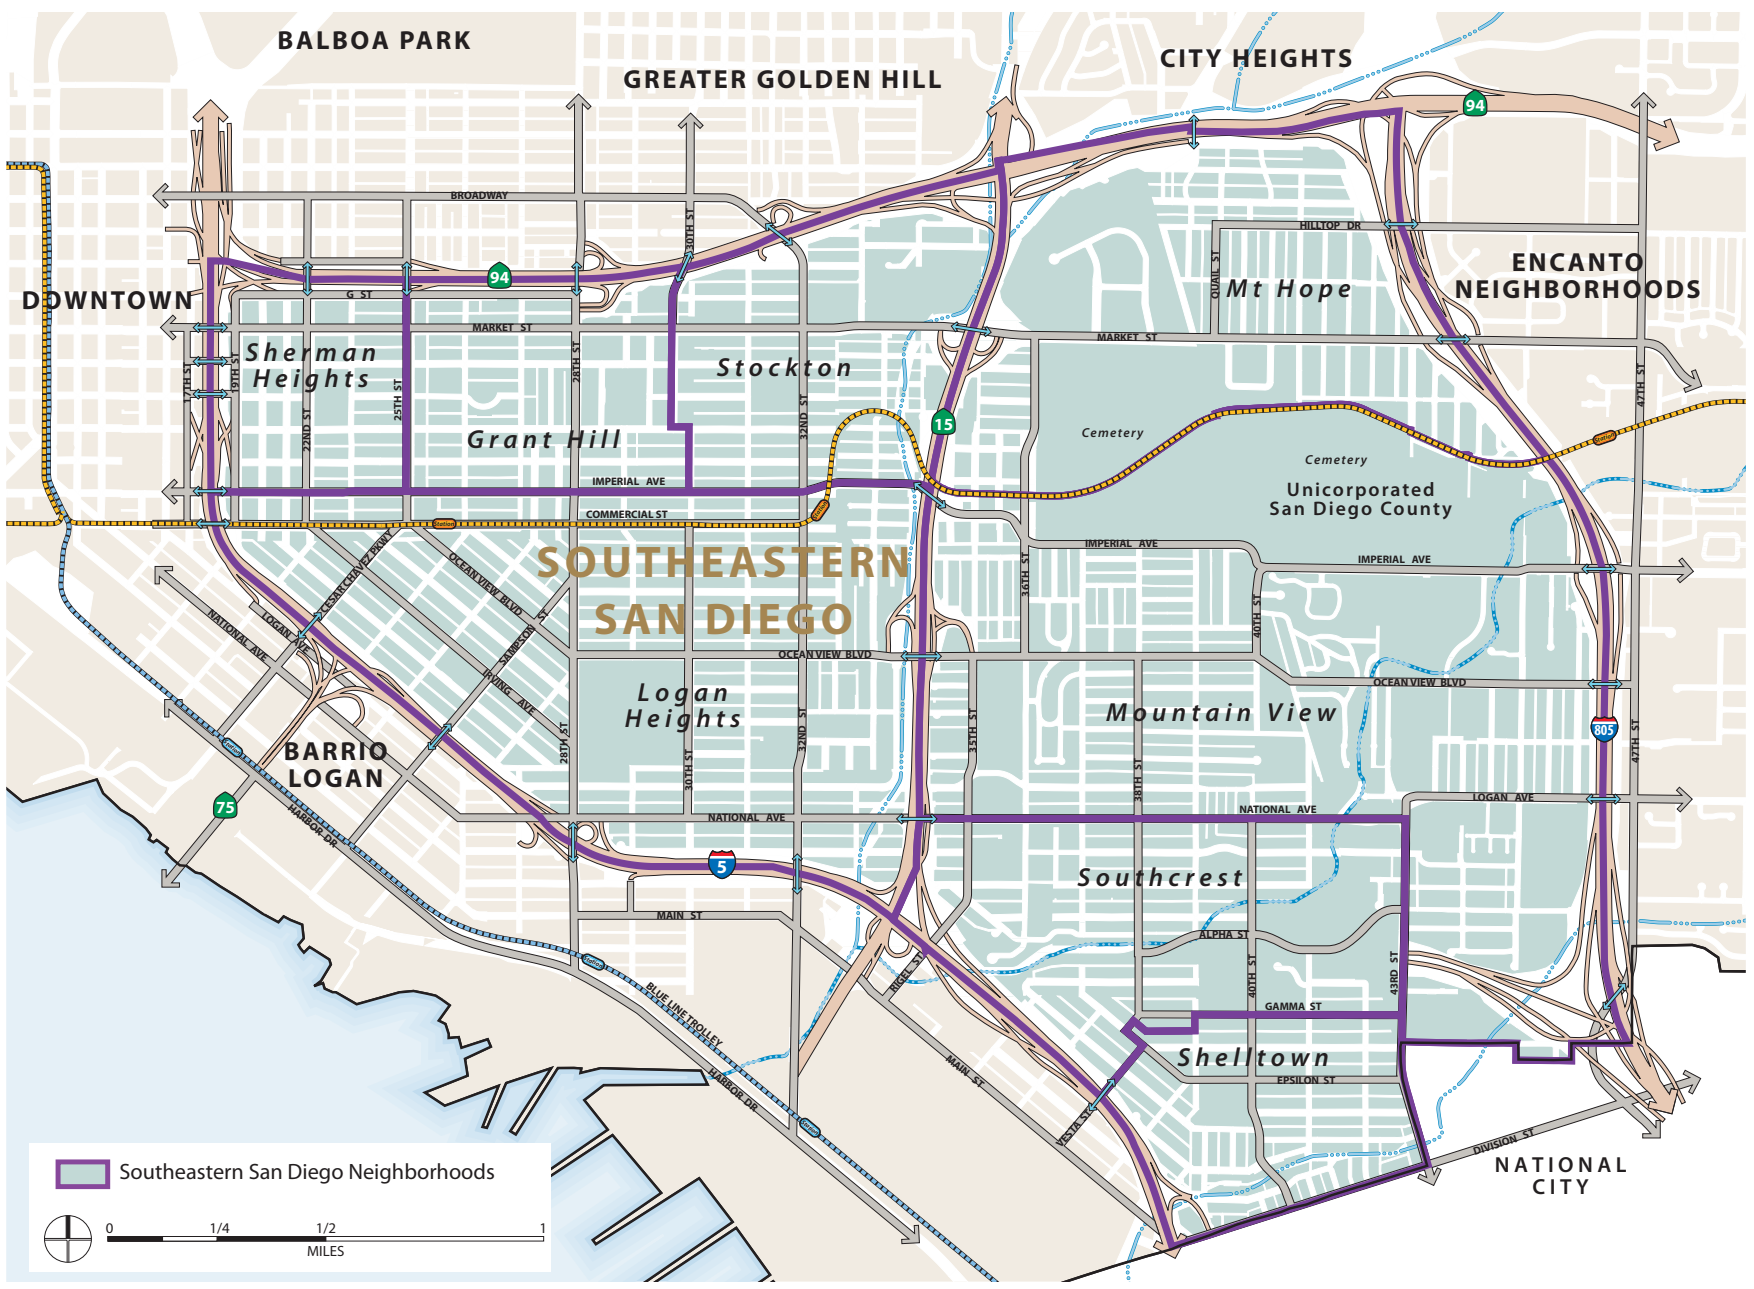 BALBOA PARK
GREATER GOLDEN HILL
CITY HEIGHTS
94
BROADWAY
30TH ST
HILLTOP DR
ENCANTO
NEIGHBORHOODS
QUAIL ST
Mt Hope
94
DOWNTOWN
G ST
MARKET ST
MARKET ST
Sherman
Heights
17TH ST
19TH ST
22ND ST
25TH ST
28TH ST
Stockton
32ND ST
47TH ST
Grant Hill
15
Cemetery
Cemetery
Station
IMPERIAL AVE
Unicorporated
San Diego County
COMMERCIAL ST
Station
Station
CESAR CHAVEZ PKWY
OCEAN VIEW BLVD
SOUTHEASTERN
SAN DIEGO
IMPERIAL AVE
IMPERIAL AVE
36TH ST
40TH ST
NATIONAL AVE
LOGAN AVE
SAMPSON ST
IRVING AVE
OCEAN VIEW BLVD
OCEAN VIEW BLVD
Logan
Heights
Mountain View
28TH ST
30TH ST
32ND ST
35TH ST
38TH ST
805
47TH ST
Station
BARRIO
LOGAN
75
HARBOR DR
NATIONAL AVE
NATIONAL AVE
LOGAN AVE
5
Southcrest
MAIN ST
ALPHA ST
RIGEL ST
40TH ST
43RD ST
Station
BLUE LINE TROLLEY
GAMMA ST
Shelltown
EPSILON ST
MAIN ST
HARBOR DR
VESTA ST
Station
DIVISION ST
NATIONAL
CITY
Southeastern San Diego Neighborhoods
0 1/4 1/2 1
MILES